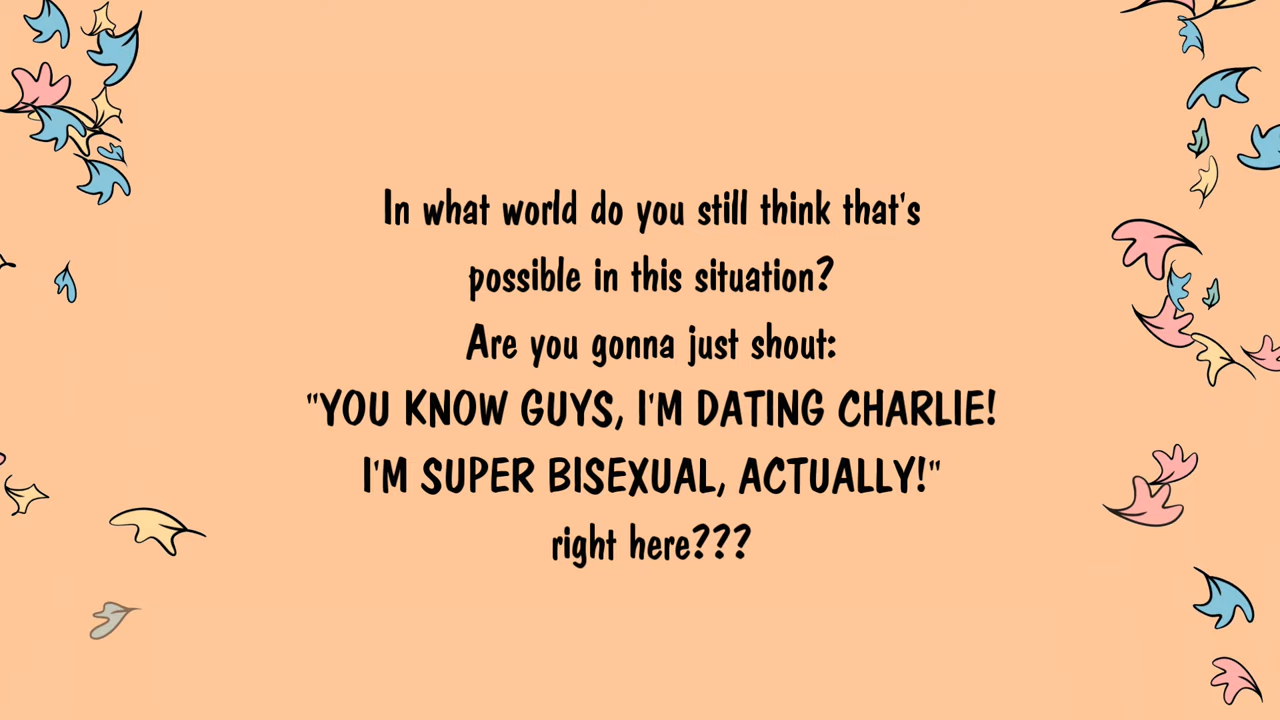 In what world do you still think that's
possible in this situation?
Are you gonna just shout:
"YOU KNOW GUYS, I'M DATING CHARLIE!
I'M SUPER BISEXUAL, ACTUALLY!"
right here???